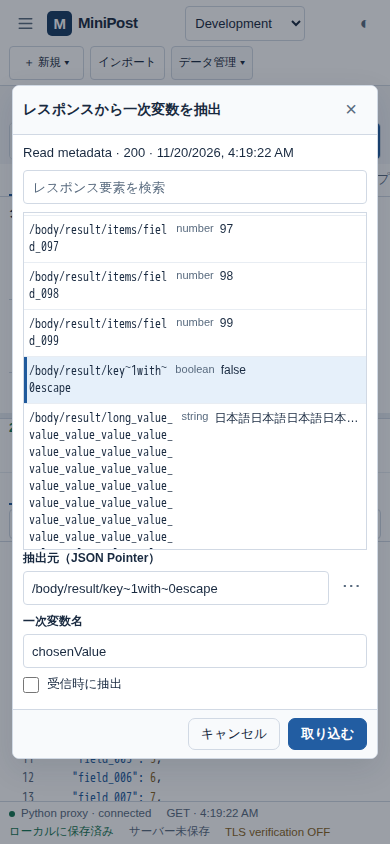 M MiniPost Development
＋ 新規 ▾ インポート データ管理 ▾
レスポンスから一次変数を抽出 ×
Read metadata · 200 · 11/20/2026, 4:19:22 AM
レスポンス要素を検索
/body/result/items/fiel number 97
d_097
/body/result/items/fiel number 98
d_098
/body/result/items/fiel number 99
d_099
/body/result/key~1with~ boolean false
0escape
/body/result/long_value_ string 日本語日本語日本語日本…
value_value_value_value_
value_value_value_value_
value_value_value_value_
value_value_value_value_
value_value_value_value_
value_value_value_value_
value_value_value_value_
抽出元（JSON Pointer）
/body/result/key~1with~0escape ···
一次変数名
chosenValue
受信時に抽出
キャンセル 取り込む
11 "field_005": 5,
12 "field_006": 6,
13 "field_007": 7,
Python proxy · connected GET · 4:19:22 AM
ローカルに保存済み サーバー未保存 TLS verification OFF